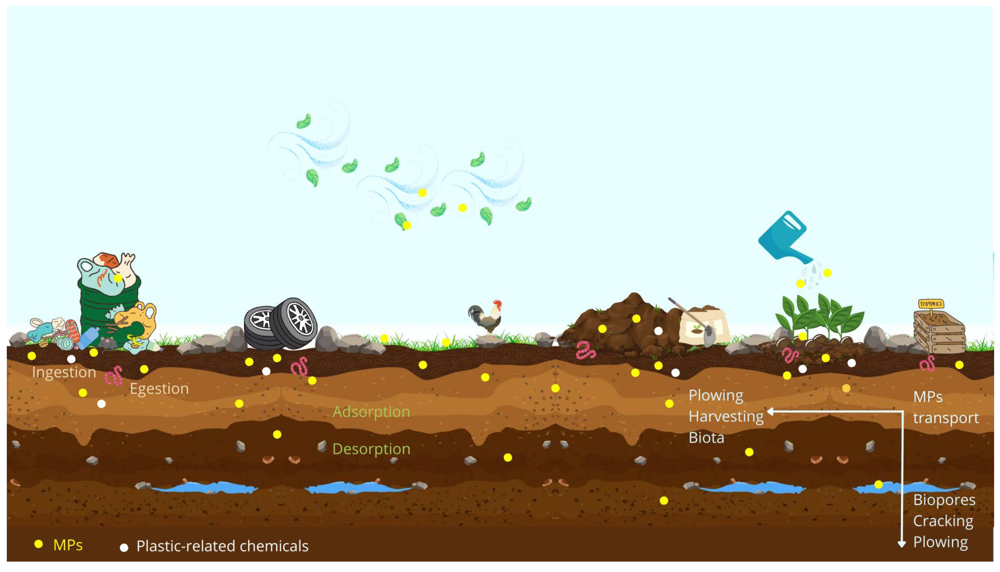 COMPOST
Ingestion
Egestion
Adsorption
Desorption
Plowing
Harvesting
Biota
MPs
transport
Biopores
Cracking
Plowing
MPs
Plastic-related chemicals